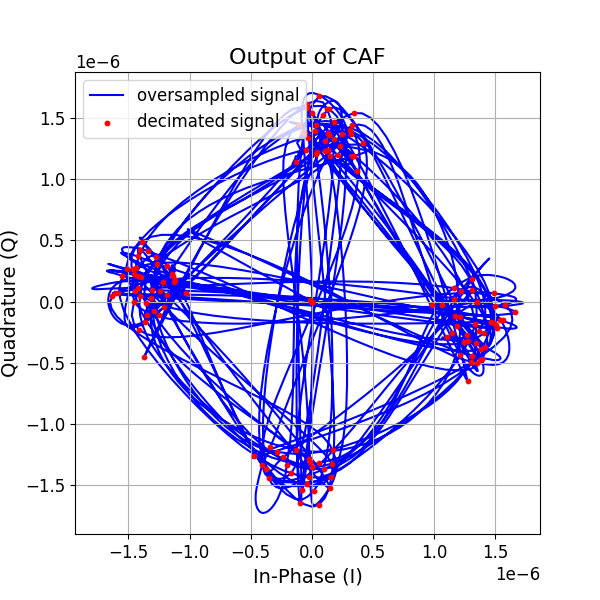 Output of CAF
1e−6
oversampled signal
decimated signal
1.5
1.0
0.5
0.0
−0.5
−1.0
−1.5
Quadrature (Q)
−1.5 −1.0 −0.5 0.0 0.5 1.0 1.5
1e−6
In-Phase (I)